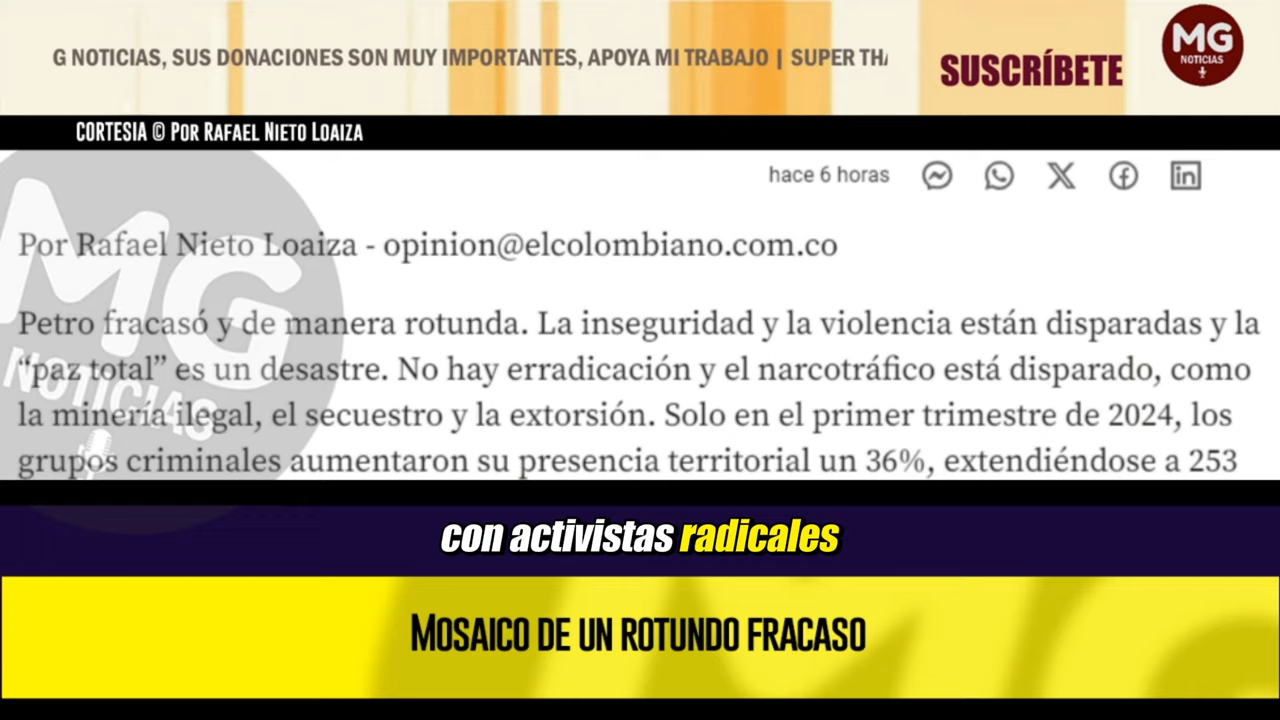 G NOTICIAS, SUS DONACIONES SON MUY IMPORTANTES, APOYA MI TRABAJO | SUPER
SUSCRÍBETE
MG
NOTICIAS
CORTESIA © POR RAFAEL NIETO LOAIZA
hace 6 horas
Por Rafael Nieto Loaiza - opinion@elcolombiano.com.co
Petro fracasó y de manera rotunda. La inseguridad y la violencia están disparadas y la
“paz total” es un desastre. No hay erradicación y el narcotráfico está disparado, como
la minería ilegal, el secuestro y la extorsión. Solo en el primer trimestre de 2024, los
grupos criminales aumentaron su presencia territorial un 36%, extendiéndose a 253
MG
NOTICIAS
con activistas radicales
MOSAICO DE UN ROTUNDO FRACASO